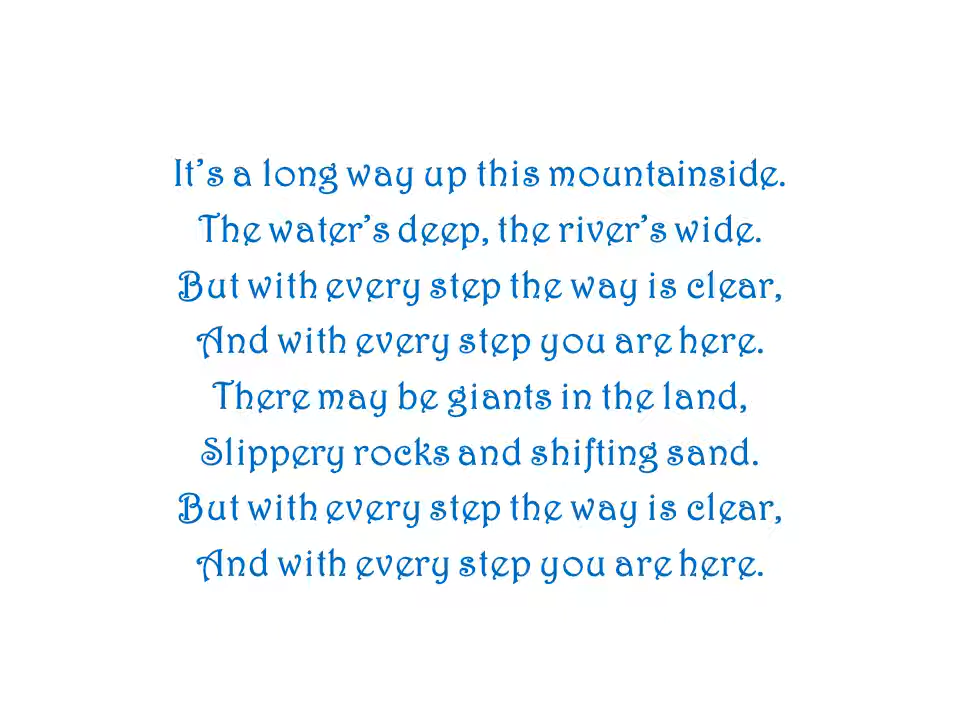 It’s a long way up this mountainside.
The water’s deep, the river’s wide.
But with every step the way is clear,
And with every step you are here.
There may be giants in the land,
Slippery rocks and shifting sand.
But with every step the way is clear,
And with every step you are here.